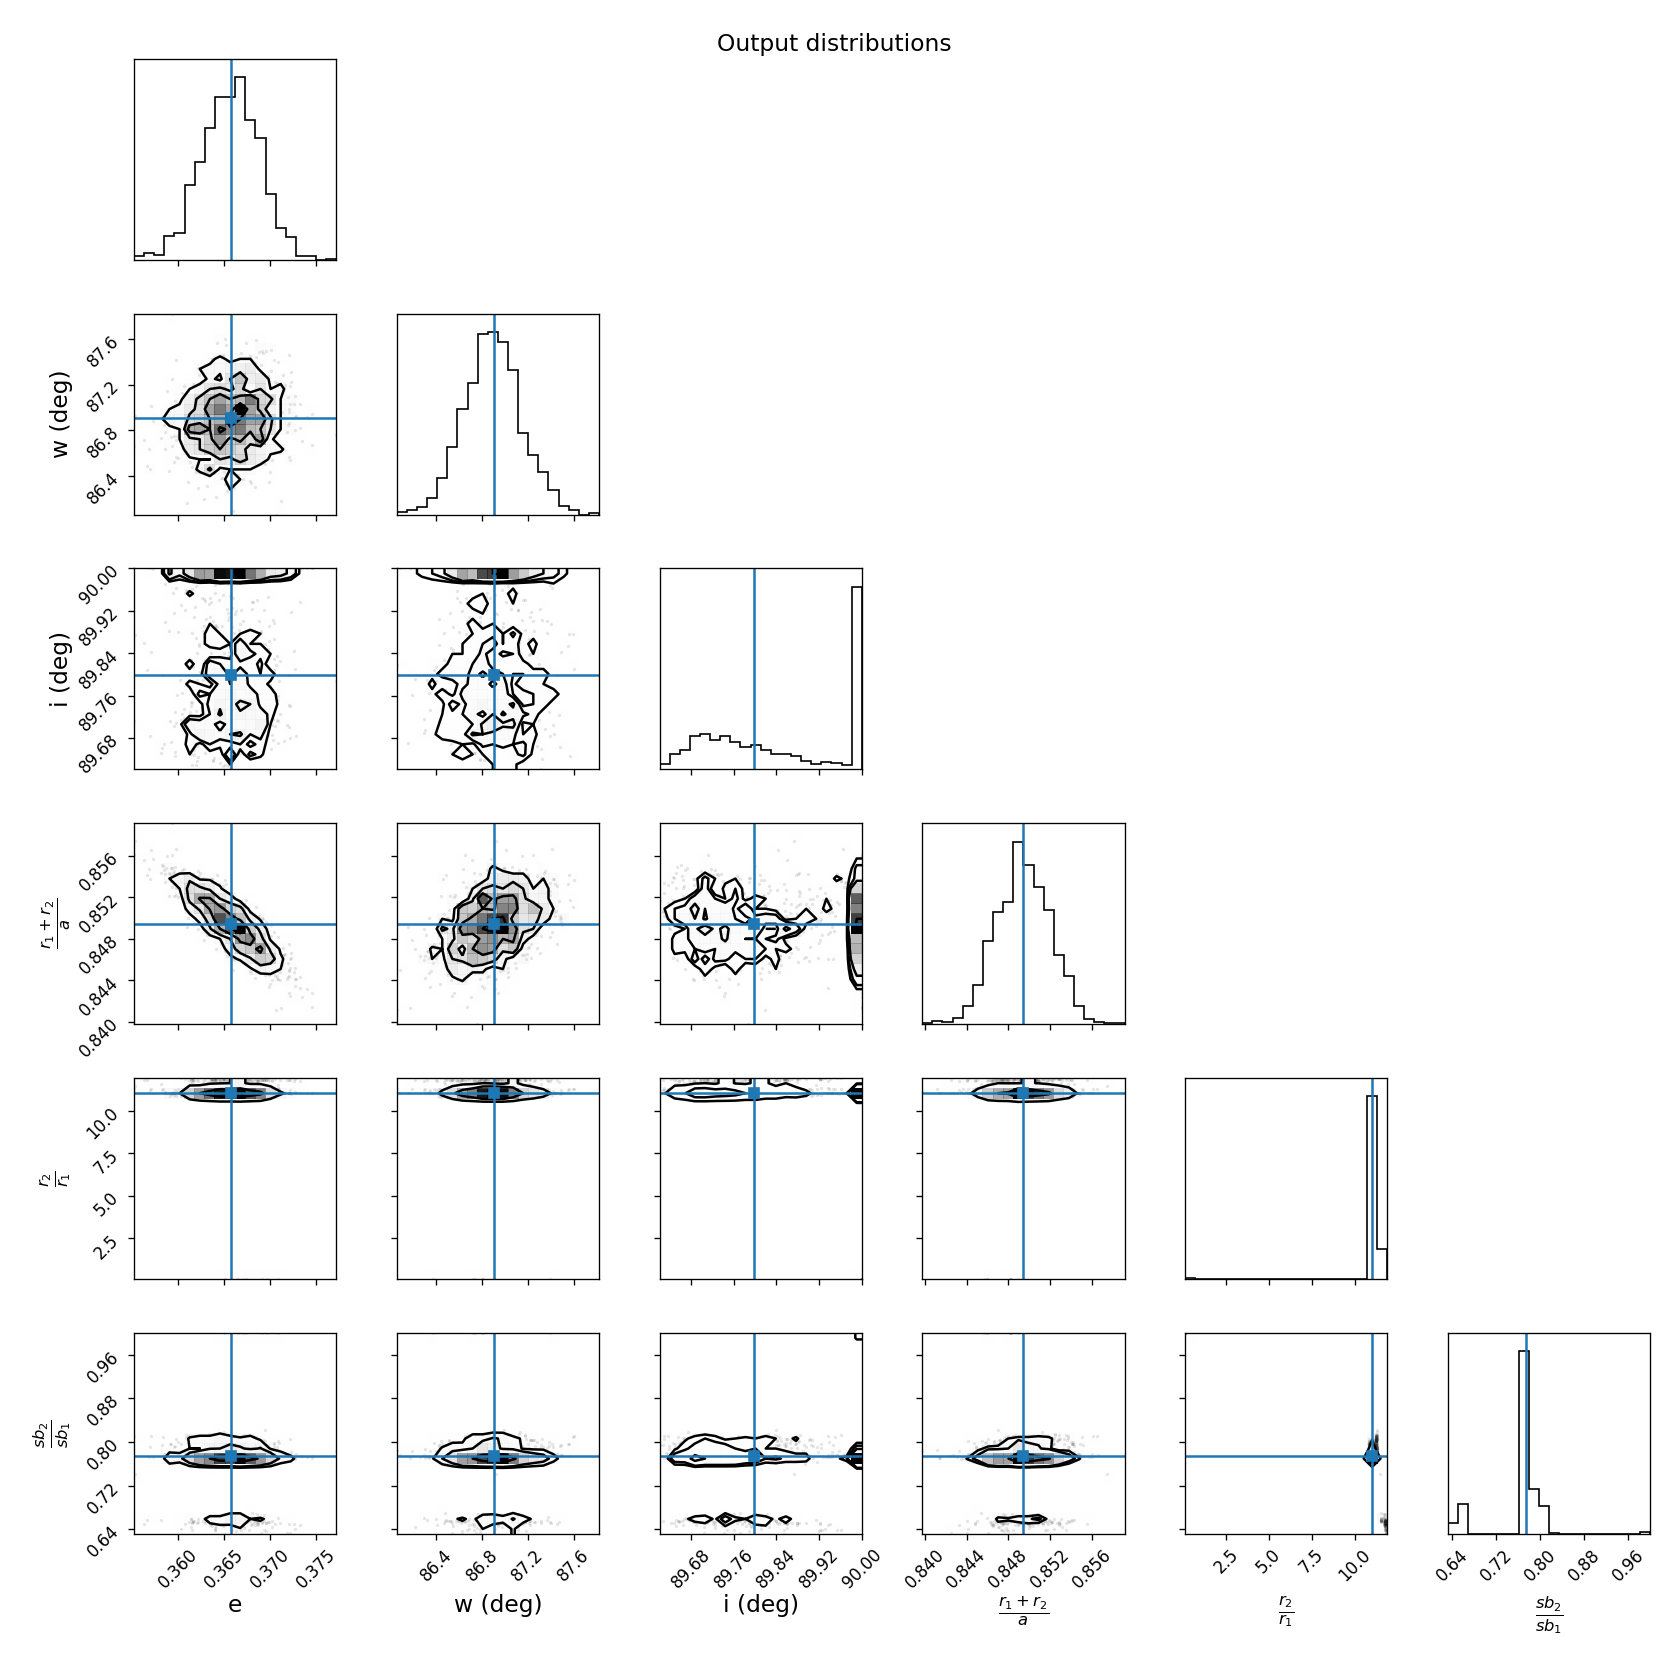 Output distributions
w (deg)
87.6
87.2
86.8
86.4
i (deg)
90.00
89.92
89.84
89.76
89.68
r₁ + r₂
a
0.856
0.852
0.848
0.844
0.840
r₂
r₁
10.0
7.5
5.0
2.5
sb₂
sb₁
0.96
0.88
0.80
0.72
0.64
0.360 0.365 0.370 0.375
e
86.4 86.8 87.2 87.6
w (deg)
89.68 89.76 89.84 89.92 90.00
i (deg)
0.840 0.844 0.848 0.852 0.856
r₁ + r₂
a
2.5 5.0 7.5 10.0
r₂
r₁
0.64 0.72 0.80 0.88 0.96
sb₂
sb₁